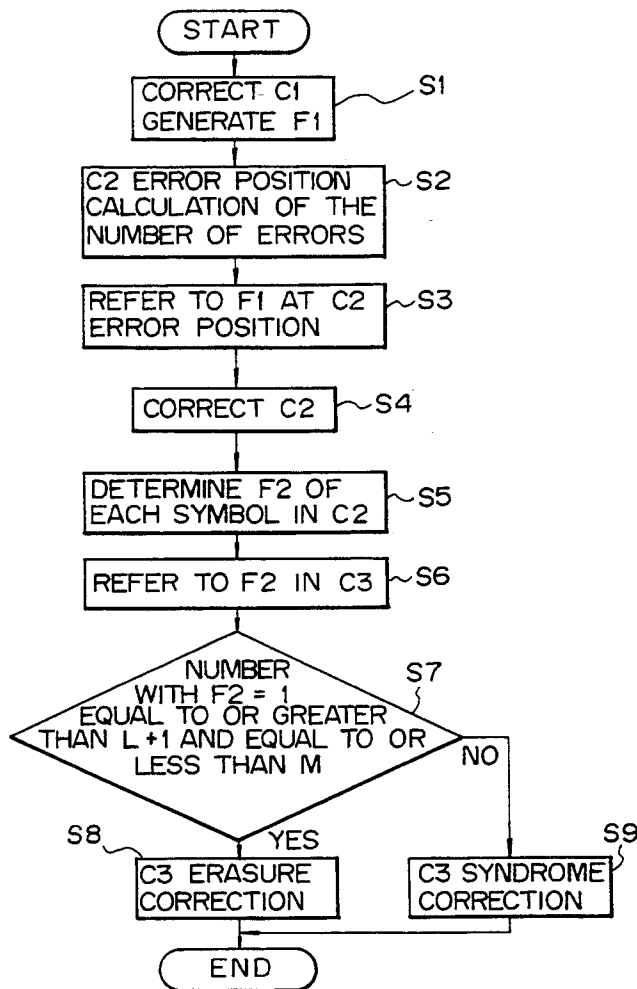 START
CORRECT C1
GENERATE F1
S1
C2 ERROR POSITION
CALCULATION OF THE
NUMBER OF ERRORS
S2
REFER TO F1 AT C2
ERROR POSITION
S3
CORRECT C2
S4
DETERMINE F2 OF
EACH SYMBOL IN C2
S5
REFER TO F2 IN C3
S6
NUMBER
WITH F2 = 1
EQUAL TO OR GREATER
THAN L +1 AND EQUAL TO OR
LESS THAN M
S7
NO
YES
S8
C3 ERASURE
CORRECTION
S9
C3 SYNDROME
CORRECTION
END